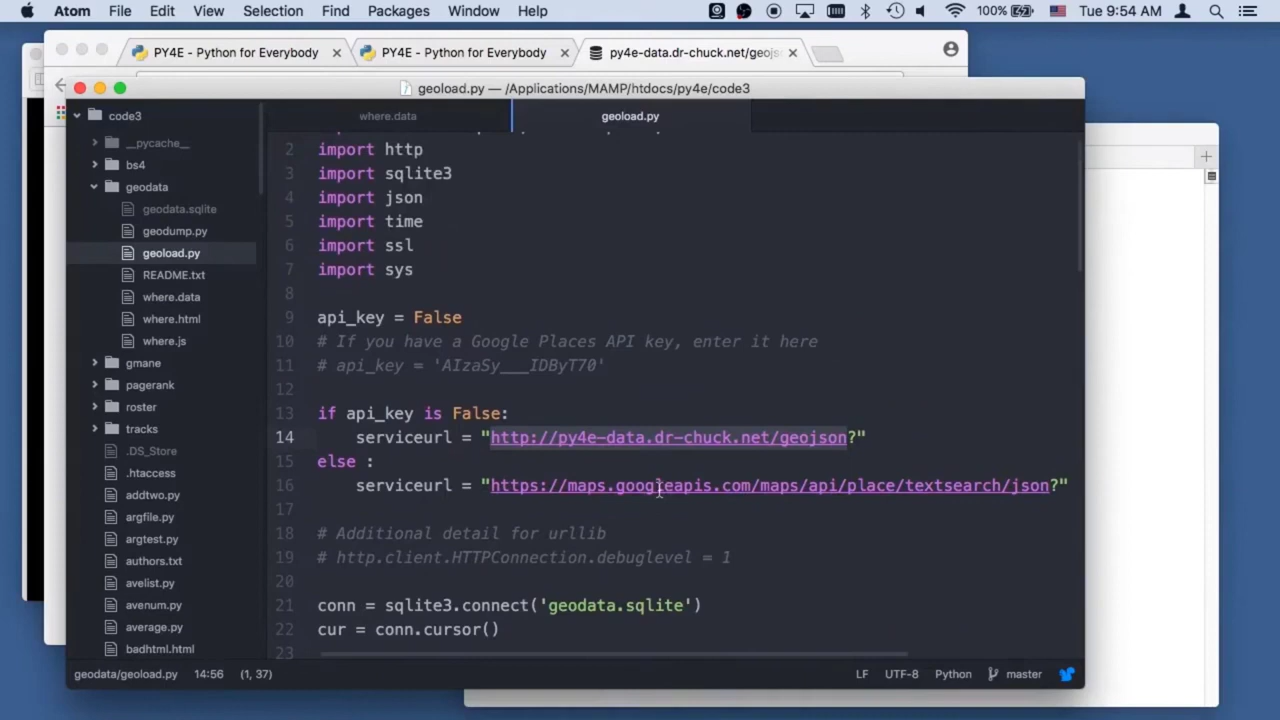 Atom File Edit View Selection Find Packages Window Help 100% Tue 9:54 AM
PY4E - Python for Everybody × PY4E - Python for Everybody × py4e-data.dr-chuck.net/geojs ×
geoload.py — /Applications/MAMP/htdocs/py4e/code3
code3
__pycache__
bs4
geodata
geodata.sqlite
geodump.py
geoload.py
README.txt
where.data
where.html
where.js
gmane
pagerank
roster
tracks
.DS_Store
.htaccess
addtwo.py
argfile.py
argtest.py
authors.txt
avelist.py
avenum.py
average.py
badhtml.html
where.data geoload.py
2 import http
3 import sqlite3
4 import json
5 import time
6 import ssl
7 import sys
8
9 api_key = False
10 # If you have a Google Places API key, enter it here
11 # api_key = 'AIzaSy___IDByT70'
12
13 if api_key is False:
14 serviceurl = "http://py4e-data.dr-chuck.net/geojson?"
15 else :
16 serviceurl = "https://maps.googleapis.com/maps/api/place/textsearch/json?"
17
18 # Additional detail for urllib
19 # http.client.HTTPConnection.debuglevel = 1
20
21 conn = sqlite3.connect('geodata.sqlite')
22 cur = conn.cursor()
23
geodata/geoload.py 14:56 (1, 37) LF UTF-8 Python master